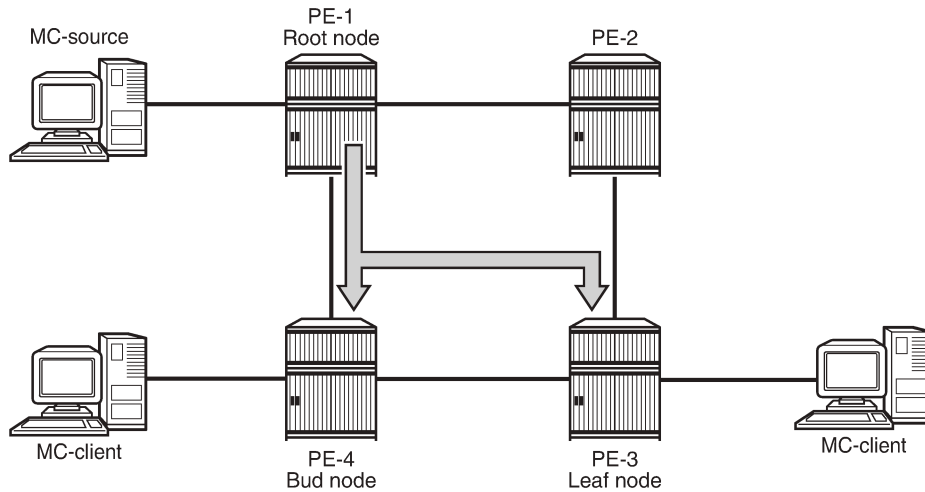 MC-source
PE-1
Root node
PE-2
MC-client
PE-4
Bud node
PE-3
Leaf node
MC-client